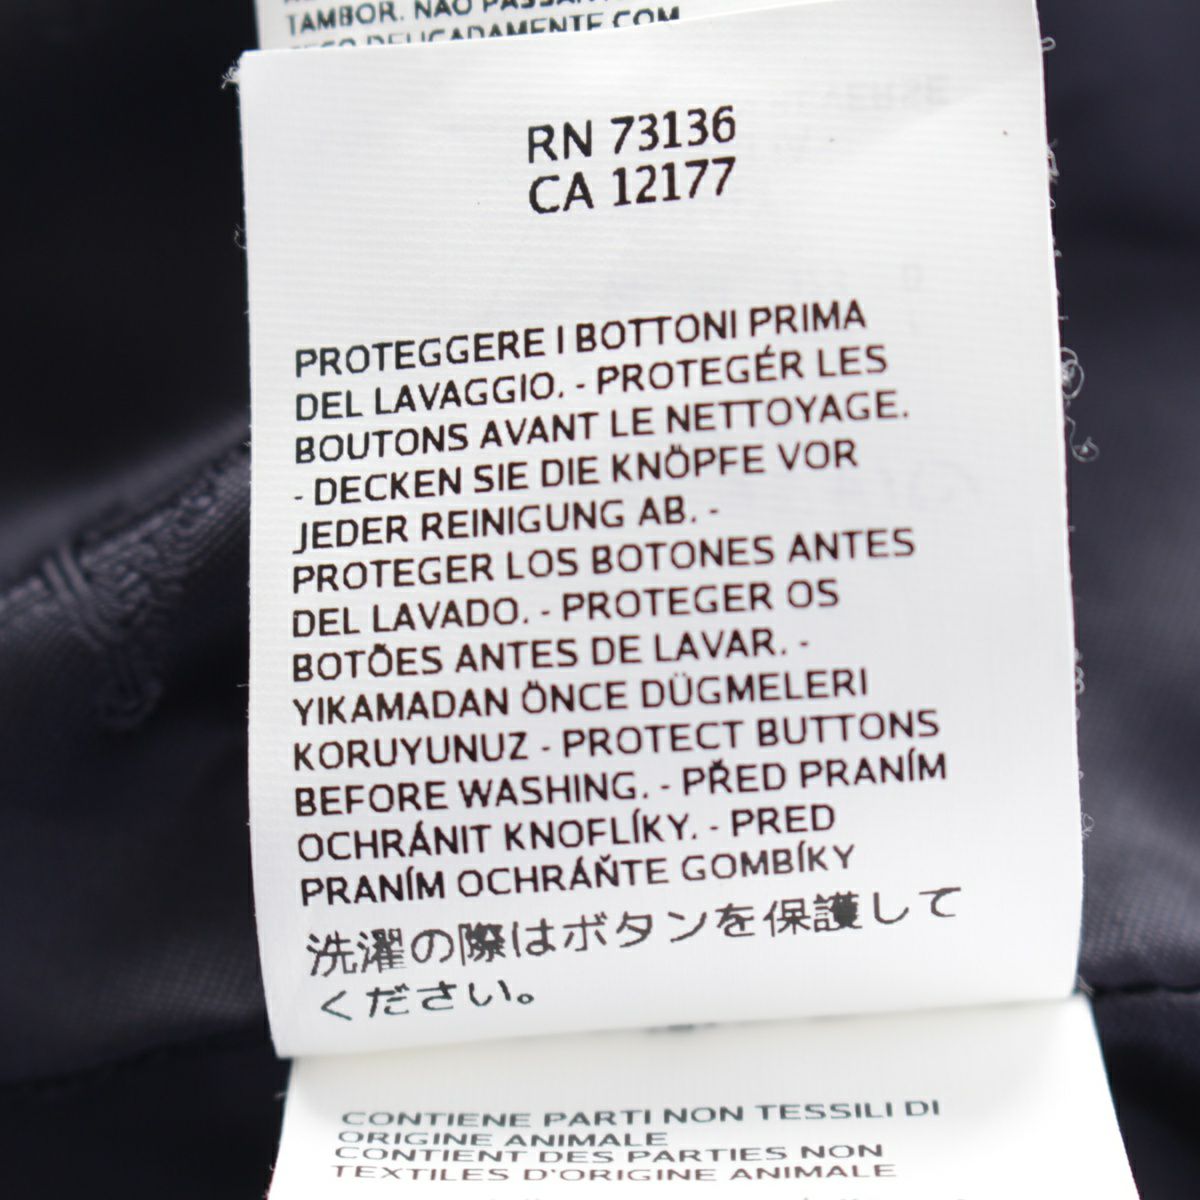 TAMBOR. NÃO
DELICADAMENTE COM
RN 73136
CA 12177
PROTEGGERE I BOTTONI PRIMA
DEL LAVAGGIO. - PROTEGÉR LES
BOUTONS AVANT LE NETTOYAGE.
- DECKEN SIE DIE KNÖPFE VOR
JEDER REINIGUNG AB. -
PROTEGER LOS BOTONES ANTES
DEL LAVADO. - PROTEGER OS
BOTÕES ANTES DE LAVAR. -
YIKAMADAN ÖNCE DÜGMELERI
KORUYUNUZ - PROTECT BUTTONS
BEFORE WASHING. - PŘED PRANÍM
OCHRÁNIT KNOFLÍKY. - PRED
PRANÍM OCHRÁŇTE GOMBÍKY
洗濯の際はボタンを保護して
ください。
CONTIENE PARTI NON TESSILI DI
ORIGINE ANIMALE
CONTIENT DES PARTIES NON
TEXTILES D'ORIGINE ANIMALE